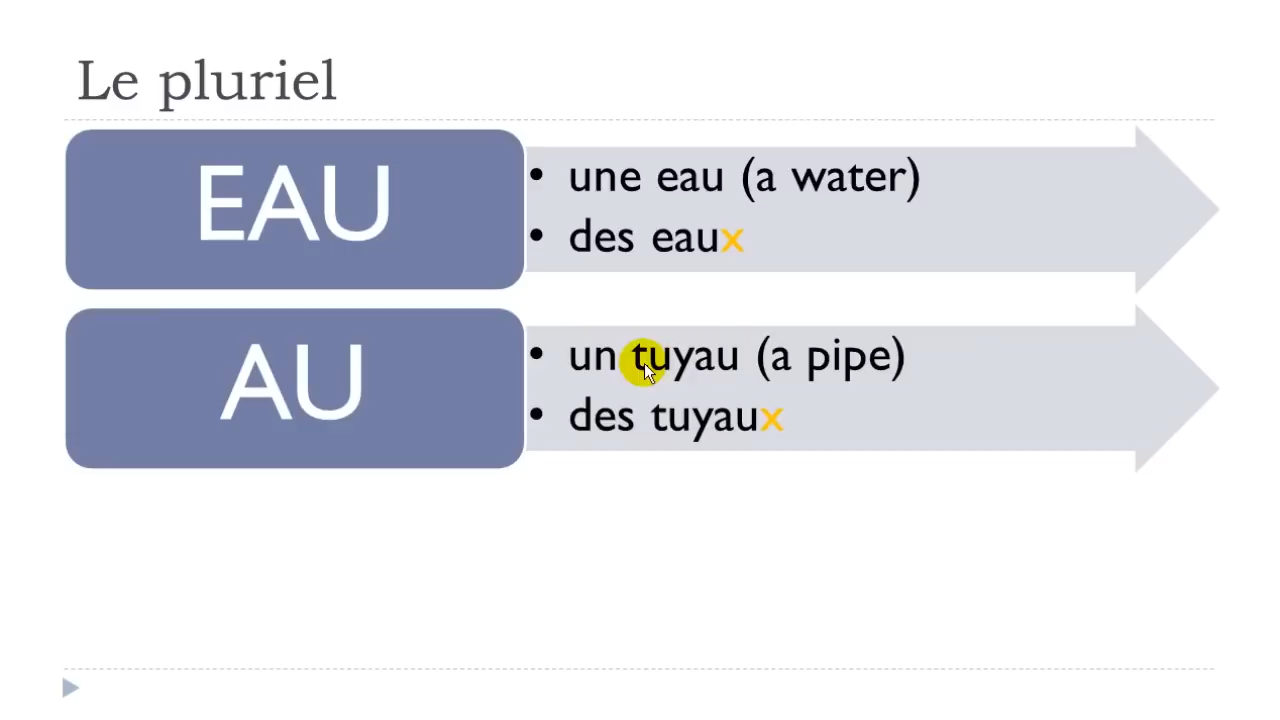 Le pluriel
EAU
• une eau (a water)
• des eaux
AU
• un tuyau (a pipe)
• des tuyaux